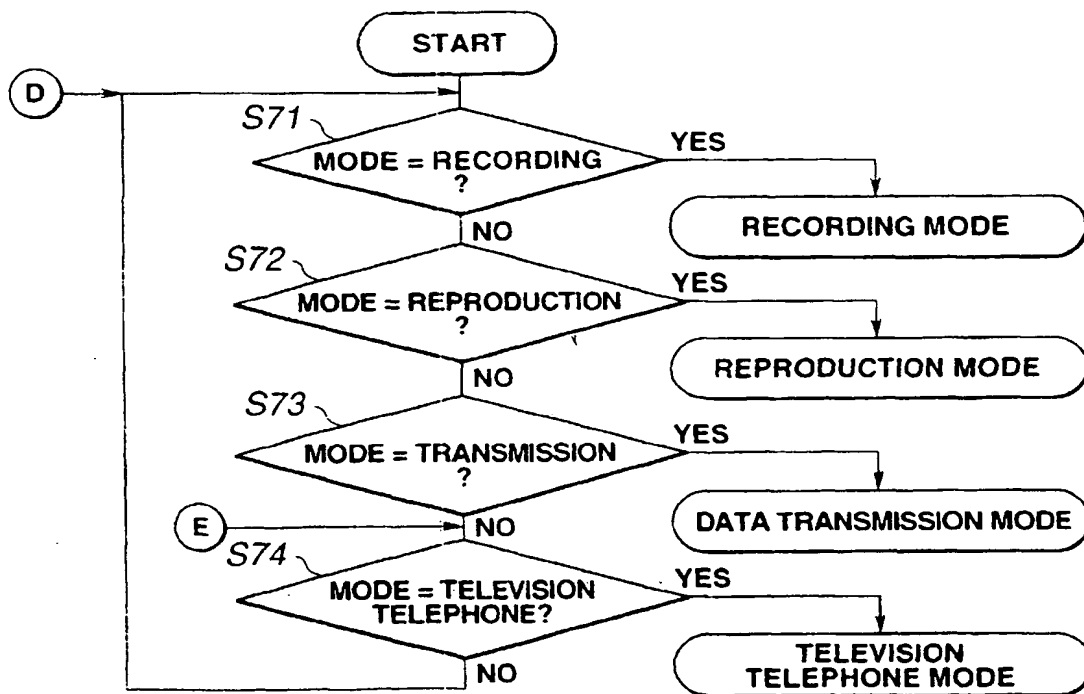 START
D
S71
MODE = RECORDING
?
YES
RECORDING MODE
NO
S72
MODE = REPRODUCTION
?
YES
REPRODUCTION MODE
NO
S73
MODE = TRANSMISSION
?
YES
DATA TRANSMISSION MODE
NO
E
S74
MODE = TELEVISION
TELEPHONE?
YES
TELEVISION
TELEPHONE MODE
NO